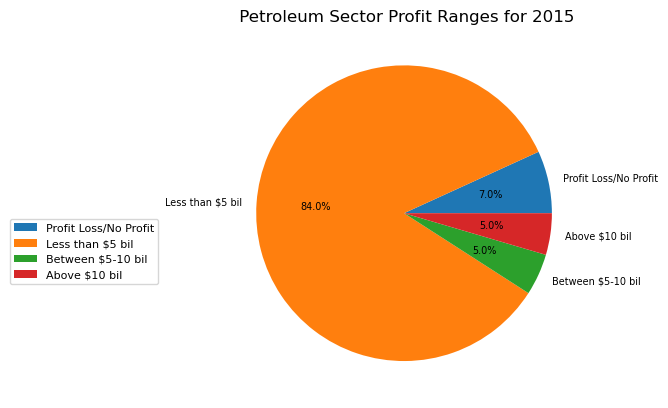 Petroleum Sector Profit Ranges for 2015
Profit Loss/No Profit
7.0%
Less than $5 bil
84.0%
5.0%
Above $10 bil
5.0%
Between $5-10 bil
Profit Loss/No Profit
Less than $5 bil
Between $5-10 bil
Above $10 bil